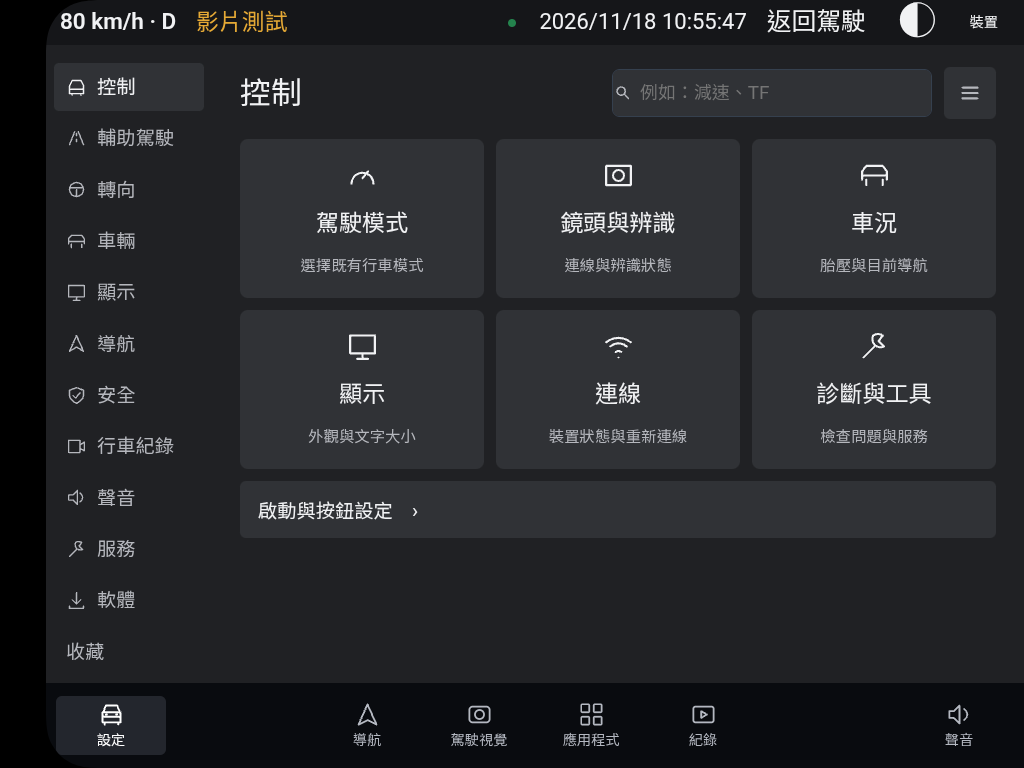 80 km/h · D 影片測試 2026/11/18 10:55:47 返回駕駛 裝置
控制
輔助駕駛
轉向
車輛
顯示
導航
安全
行車紀錄
聲音
服務
軟體
收藏
控制
例如：減速、TF
駕駛模式
選擇既有行車模式
鏡頭與辨識
連線與辨識狀態
車況
胎壓與目前導航
顯示
外觀與文字大小
連線
裝置狀態與重新連線
診斷與工具
檢查問題與服務
啟動與按鈕設定 ›
設定
導航
駕駛視覺
應用程式
紀錄
聲音